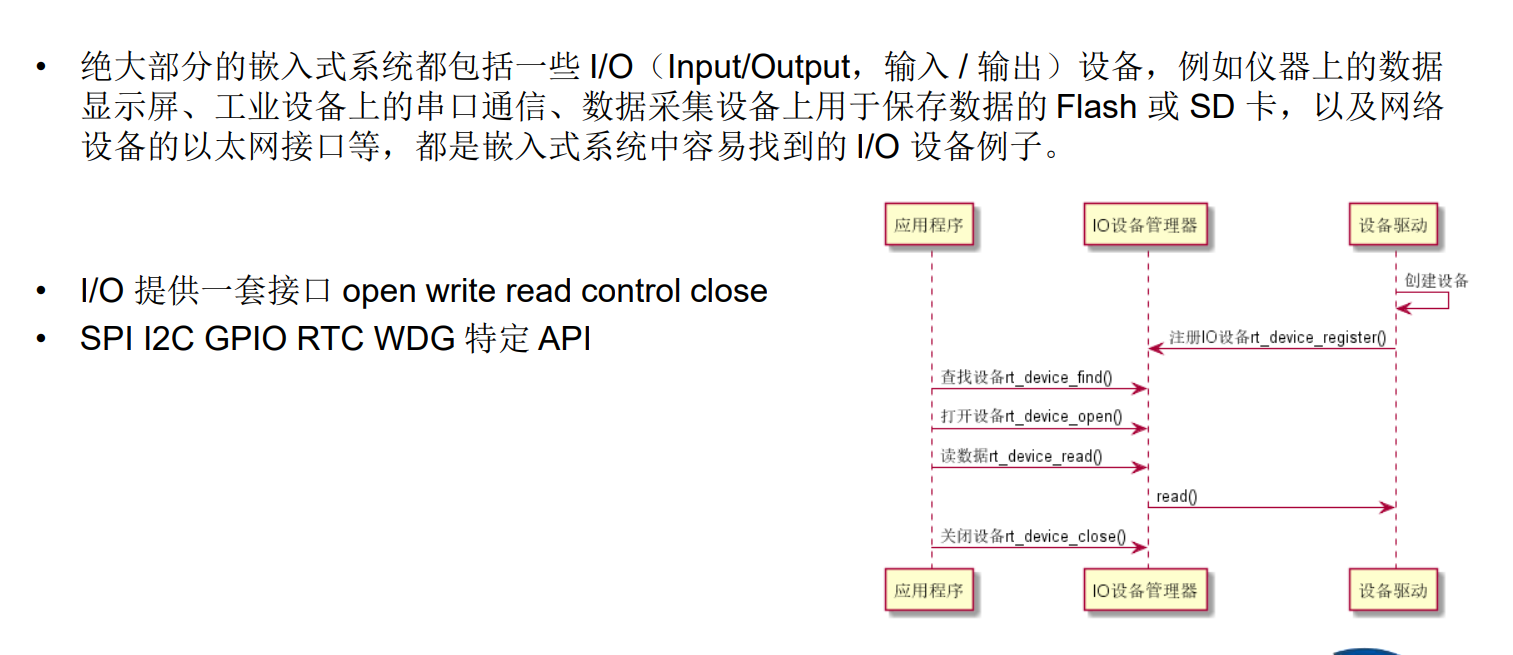 • 绝大部分的嵌入式系统都包括一些 I/O（Input/Output，输入 / 输出）设备，例如仪器上的数据
显示屏、工业设备上的串口通信、数据采集设备上用于保存数据的 Flash 或 SD 卡，以及网络
设备的以太网接口等，都是嵌入式系统中容易找到的 I/O 设备例子。
• I/O 提供一套接口 open write read control close
• SPI I2C GPIO RTC WDG 特定 API
应用程序
IO设备管理器
设备驱动
创建设备
注册IO设备rt_device_register()
查找设备rt_device_find()
打开设备rt_device_open()
读数据rt_device_read()
read()
关闭设备rt_device_close()
应用程序
IO设备管理器
设备驱动